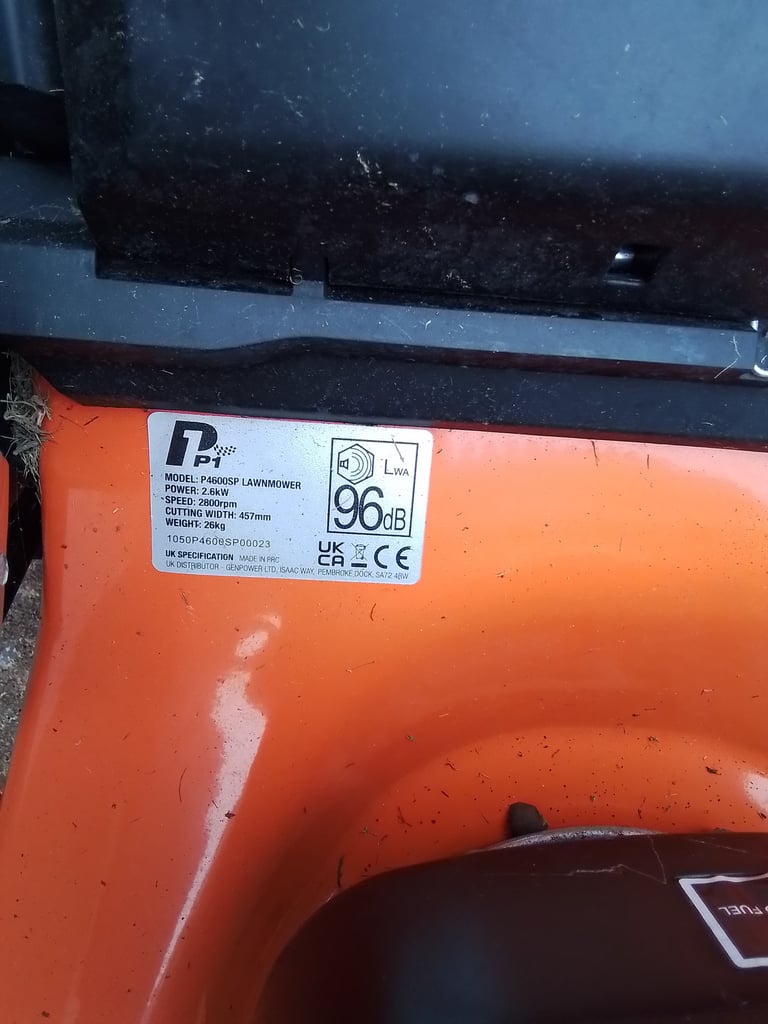 P1
MODEL: P4600SP LAWNMOWER
POWER: 2.6kW
SPEED: 2800rpm
CUTTING WIDTH: 457mm
WEIGHT: 26kg
1050P4600SP00023
UK SPECIFICATION MADE IN PRC
UK DISTRIBUTOR - GENPOWER LTD, ISAAC WAY, PEMBROKE DOCK, SA72 4BW
LWA
96dB
UK
CA
CE
FUEL